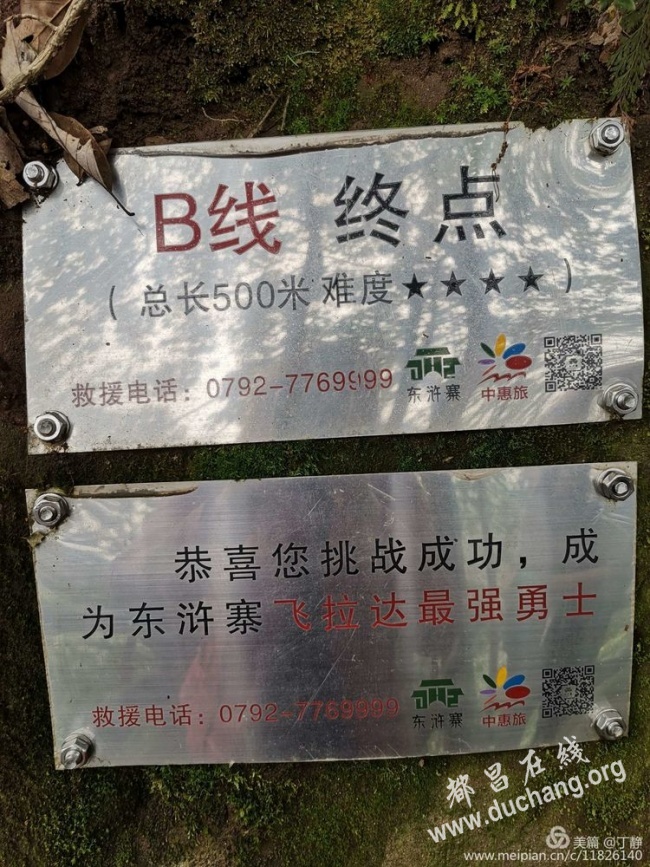 B线 终点
（总长500米 难度★★★★）
救援电话：0792-7769999
东浒寨 中惠旅
恭喜您挑战成功，成
为东浒寨飞拉达最强勇士
救援电话：0792-7769999
东浒寨 中惠旅
都昌在线
www.duchang.org
美篇 @丁静
www.meipian.cn/c/11826140